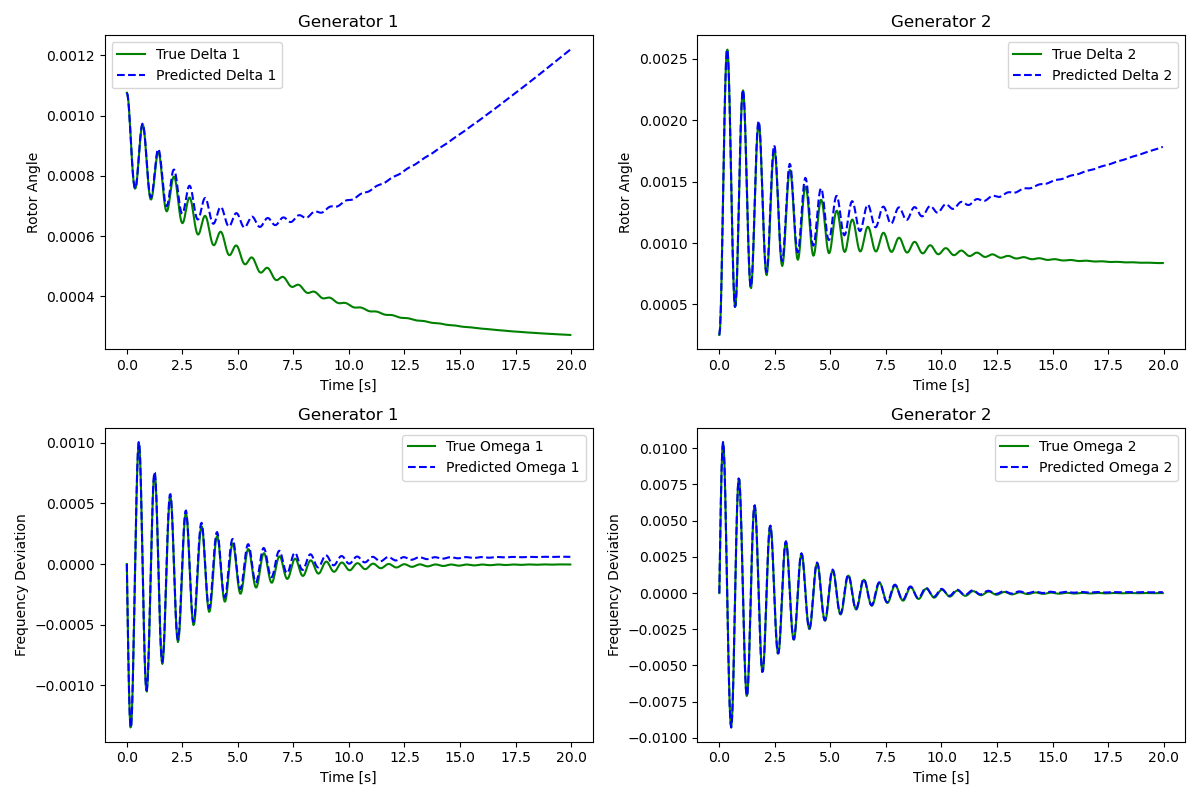 Generator 1
Rotor Angle
0.0012
0.0010
0.0008
0.0006
0.0004
True Delta 1
Predicted Delta 1
0.0 2.5 5.0 7.5 10.0 12.5 15.0 17.5 20.0
Time [s]
Generator 2
Rotor Angle
0.0025
0.0020
0.0015
0.0010
0.0005
True Delta 2
Predicted Delta 2
0.0 2.5 5.0 7.5 10.0 12.5 15.0 17.5 20.0
Time [s]
Generator 1
Frequency Deviation
0.0010
0.0005
0.0000
−0.0005
−0.0010
True Omega 1
Predicted Omega 1
0.0 2.5 5.0 7.5 10.0 12.5 15.0 17.5 20.0
Time [s]
Generator 2
Frequency Deviation
0.0100
0.0075
0.0050
0.0025
0.0000
−0.0025
−0.0050
−0.0075
−0.0100
True Omega 2
Predicted Omega 2
0.0 2.5 5.0 7.5 10.0 12.5 15.0 17.5 20.0
Time [s]